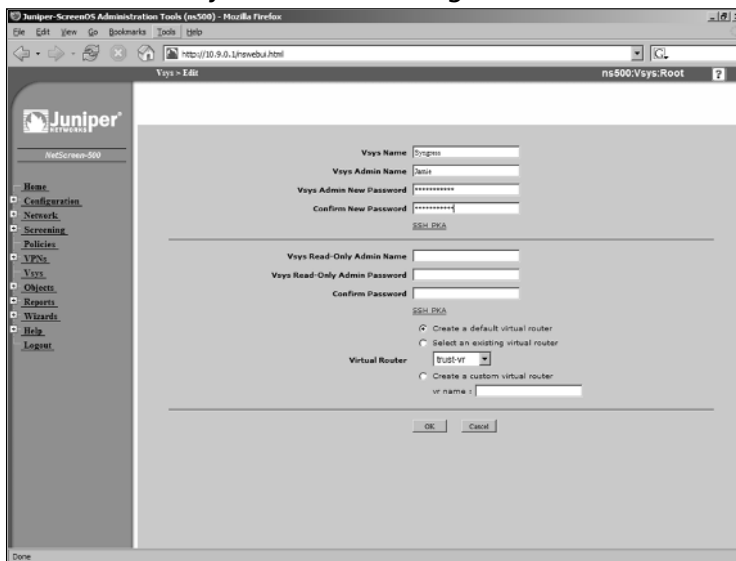 Juniper-ScreenOS Administration Tools (ns500) - Mozilla Firefox
File Edit View Go Bookmarks Tools Help
http://10.9.0.1/nswebui.html
G.
Vsys > Edit
ns500:Vsys:Root
?
Juniper
NETWORKS
NetScreen-500
Home
Configuration
Network
Screening
Policies
VPNs
Vsys
Objects
Reports
Wizards
Help
Logout
Vsys Name Syngress
Vsys Admin Name Jamie
Vsys Admin New Password ***********
Confirm New Password ***********
SSH PKA
Vsys Read-Only Admin Name
Vsys Read-Only Admin Password
Confirm Password
SSH PKA
Create a default virtual router
Select an existing virtual router
Virtual Router trust-vr
Create a custom virtual router
vr name :
OK Cancel
Done